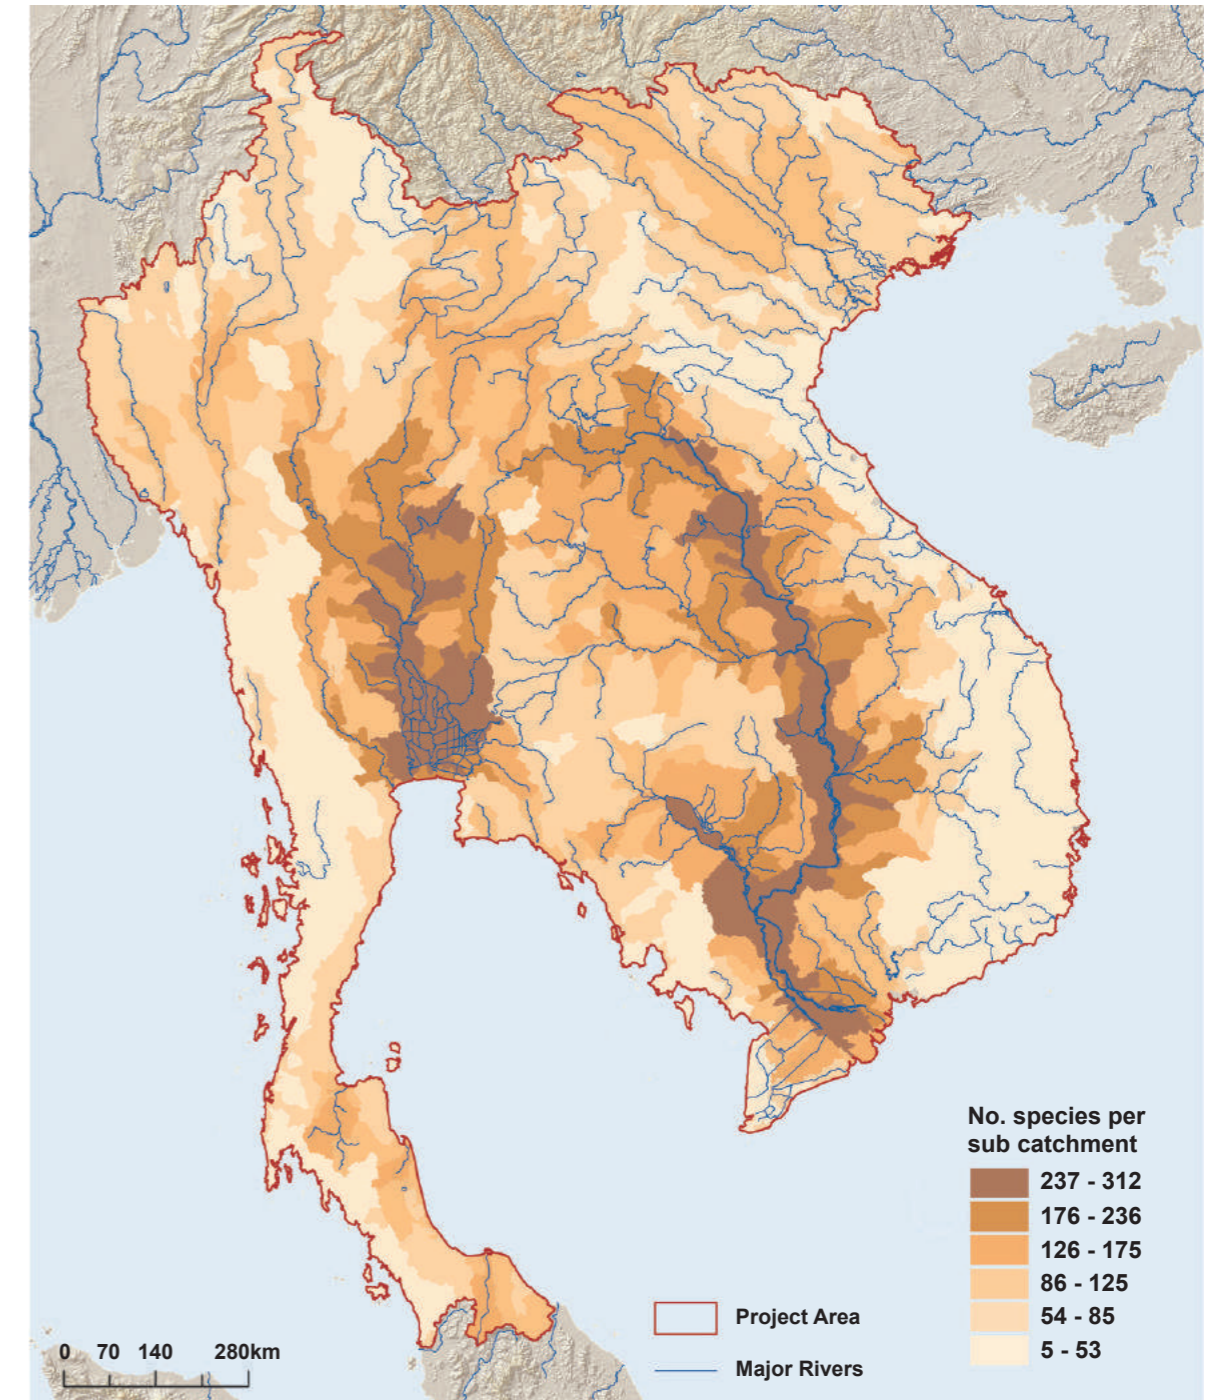 No. species per
sub catchment
237 - 312
176 - 236
126 - 175
86 - 125
54 - 85
5 - 53
Project Area
Major Rivers
0 70 140 280km